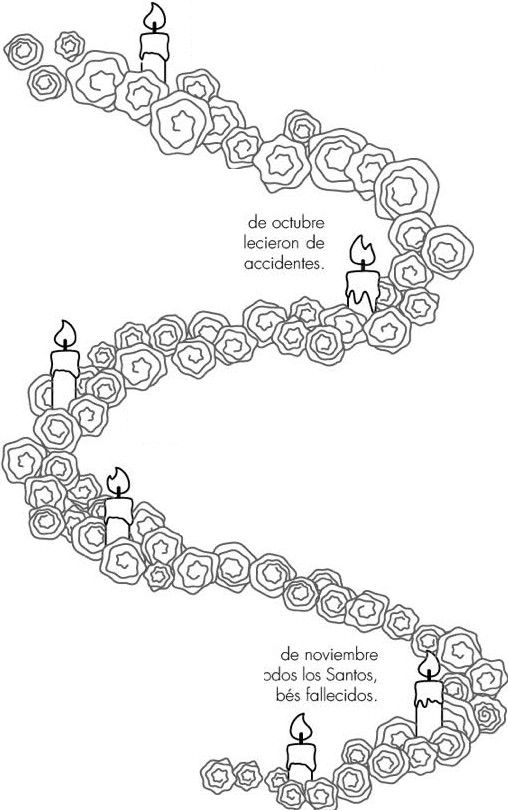 de octubre
lecieron de
accidentes.
de noviembre
odos los Santos,
bés fallecidos.